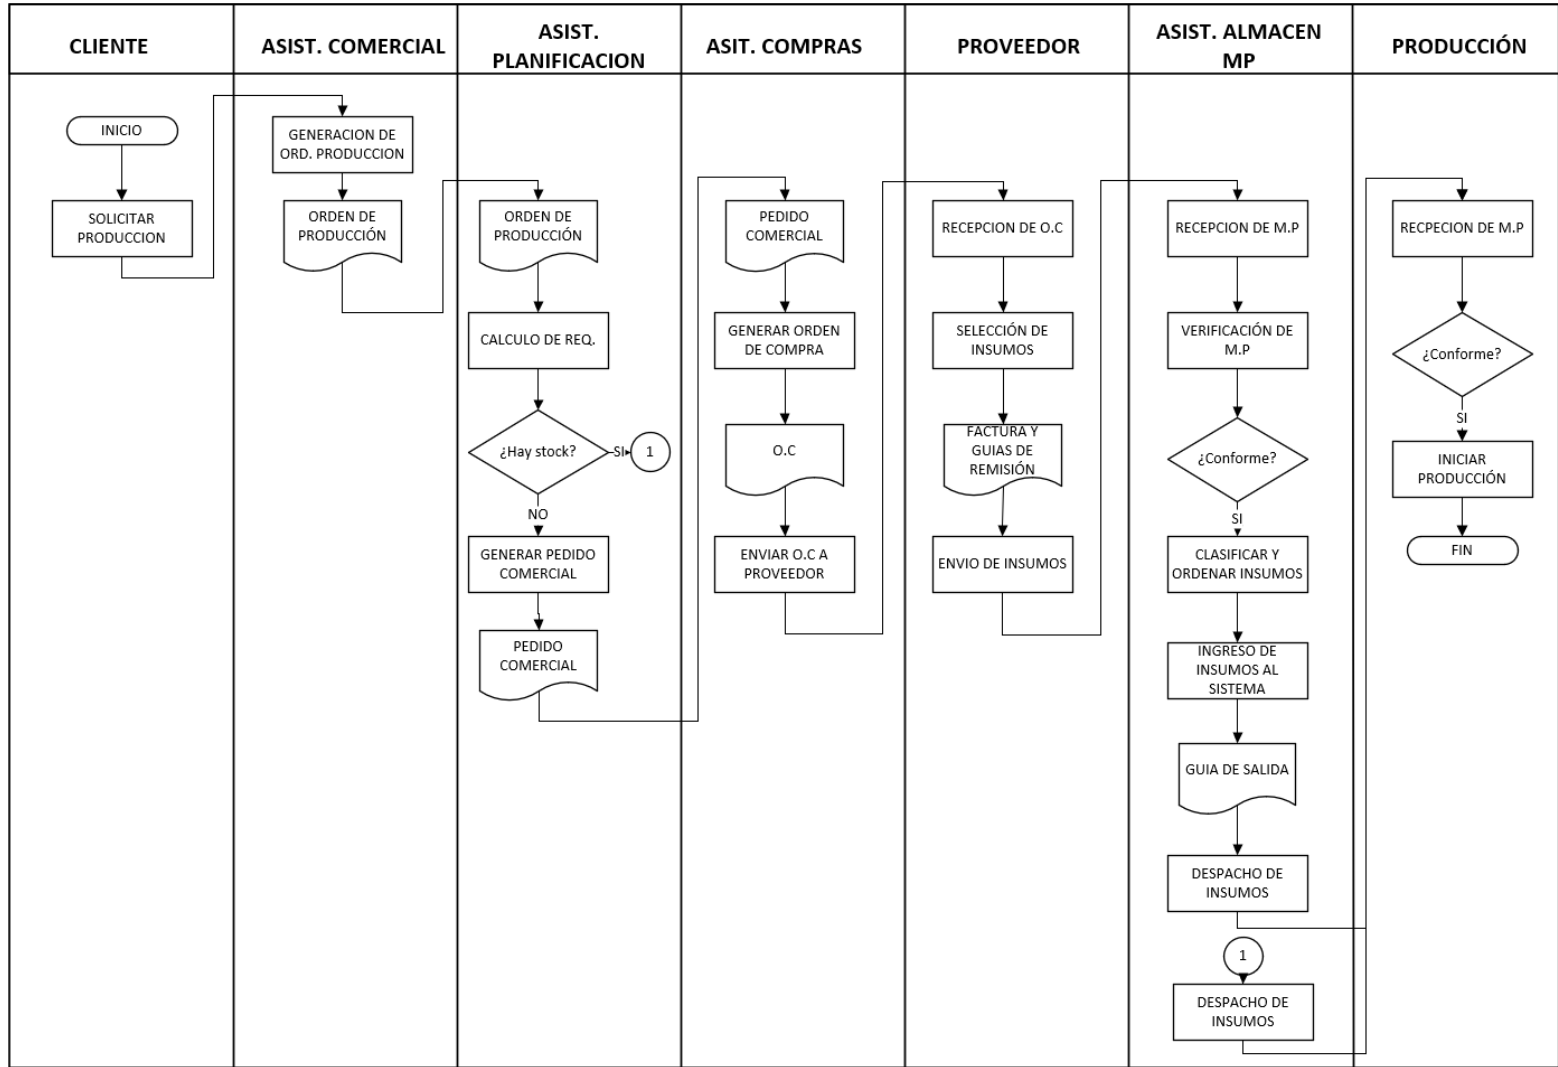 CLIENTE
ASIST. COMERCIAL
ASIST.
PLANIFICACION
ASIT. COMPRAS
PROVEEDOR
ASIST. ALMACEN
MP
PRODUCCIÓN
INICIO
SOLICITAR
PRODUCCION
GENERACION DE
ORD. PRODUCCION
ORDEN DE
PRODUCCIÓN
ORDEN DE
PRODUCCIÓN
CALCULO DE REQ.
¿Hay stock?
SI
1
NO
GENERAR PEDIDO
COMERCIAL
PEDIDO
COMERCIAL
PEDIDO
COMERCIAL
GENERAR ORDEN
DE COMPRA
O.C
ENVIAR O.C A
PROVEEDOR
RECEPCION DE O.C
SELECCIÓN DE
INSUMOS
FACTURA Y
GUIAS DE
REMISIÓN
ENVIO DE INSUMOS
RECEPCION DE M.P
VERIFICACIÓN DE
M.P
¿Conforme?
SI
CLASIFICAR Y
ORDENAR INSUMOS
INGRESO DE
INSUMOS AL
SISTEMA
GUIA DE SALIDA
DESPACHO DE
INSUMOS
1
DESPACHO DE
INSUMOS
RECPECION DE M.P
¿Conforme?
SI
INICIAR
PRODUCCIÓN
FIN